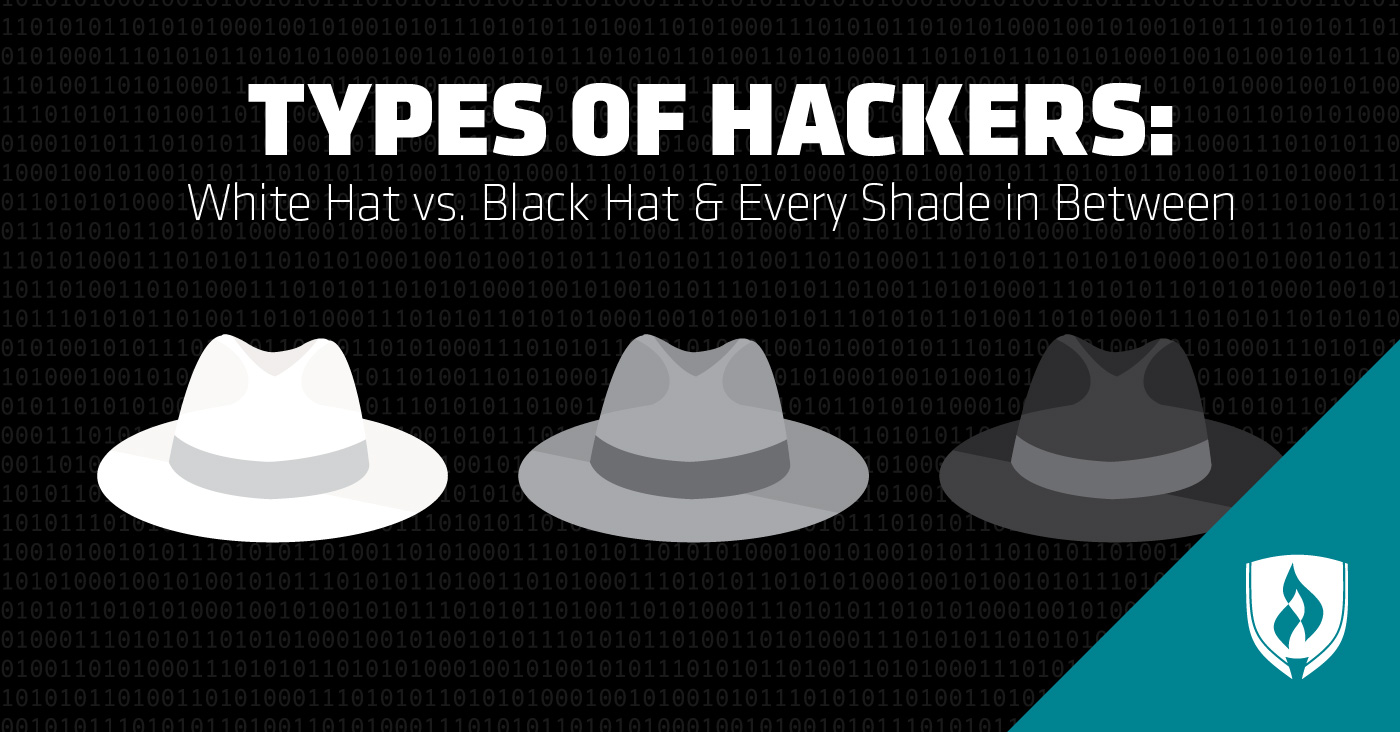 TYPES OF HACKERS:
White Hat vs. Black Hat & Every Shade in Between